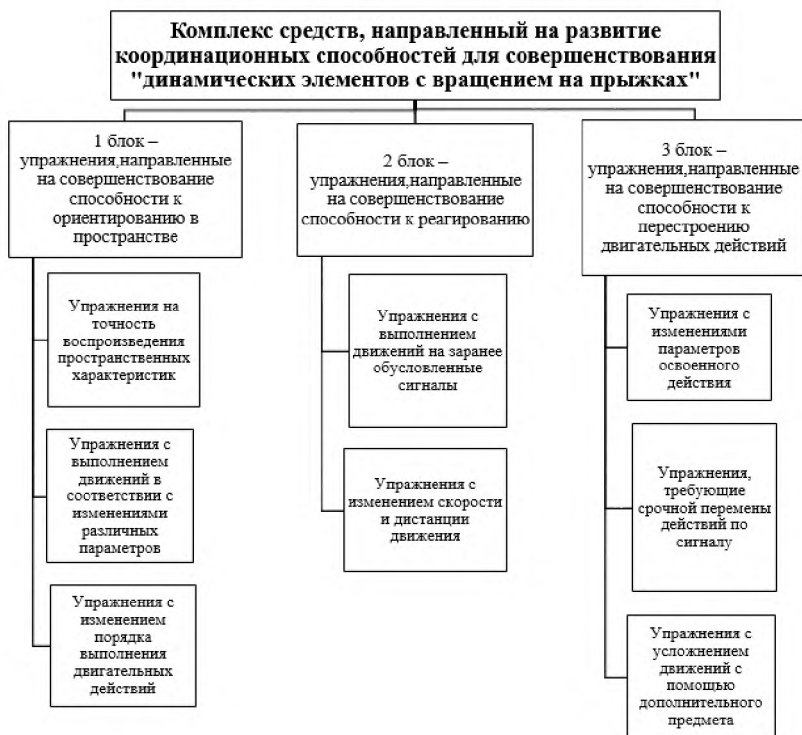 Комплекс средств, направленный на развитие
координационных способностей для совершенствования
"динамических элементов с вращением на прыжках"
1 блок –
упражнения,направленные
на совершенствование
способности к
ориентированию в
пространстве
Упражнения на
точность
воспроизведения
пространственных
характеристик
Упражнения с
выполнением
движений в
соответствии с
изменениями
различных
параметров
Упражнения с
изменением
порядка
выполнения
двигательных
действий
2 блок –
упражнения,направленные
на совершенствование
способности к реагированию
Упражнения с
выполнением
движений на заранее
обусловленные
сигналы
Упражнения с
изменением скорости
и дистанции
движения
3 блок –
упражнения,направленные
на совершенствование
способности к
перестроению
двигательных действий
Упражнения с
изменениями
параметров
освоенного
действия
Упражнения,
требующие
срочной перемены
действий по
сигналу
Упражнения с
усложнением
движений с
помощью
дополнительного
предмета